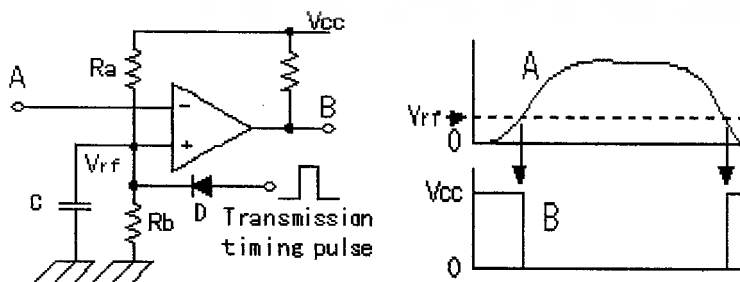 Vcc
A
Ra
-
B
Vrf
+
C
Rb
D
Transmission
timing pulse
A
Vrf
0
Vcc
B
0